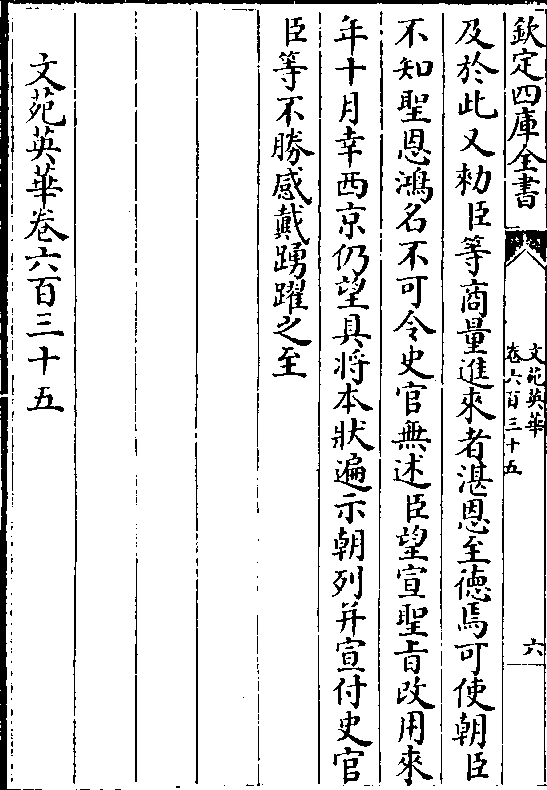 欽定四庫全書
文苑英華
卷六百三十五
六
及於此又勑臣等商量進來者湛恩至德焉可使朝臣
不知聖恩鴻名不可令史官無述臣望宣聖旨改用來
年十月幸西京仍望具將本狀遍示朝列并宣付史官
臣等不勝感戴踴躍之至
文苑英華卷六百三十五